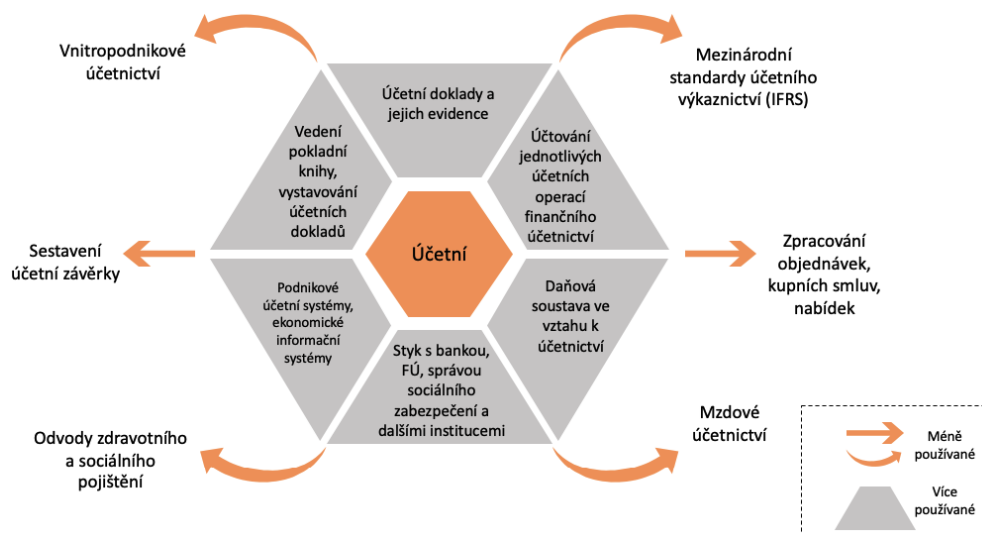 Vnitropodnikové
účetnictví
Mezinárodní
standardy účetního
výkaznictví (IFRS)
Účetní doklady a
jejich evidence
Vedení
pokladní
knihy,
vystavování
účetních
dokladů
Účtování
jednotlivých
účetních
operací
finančního
účetnictví
Účetní
Sestavení
účetní závěrky
Zpracování
objednávek,
kupních smluv,
nabídek
Podnikové
účetní systémy,
ekonomické
informační
systémy
Daňová
soustava ve
vztahu k
účetnictví
Styk s bankou,
FÚ, správou
sociálního
zabezpečení a
dalšími institucemi
Odvody zdravotního
a sociálního
pojištění
Mzdové
účetnictví
Méně
používané
Více
používané